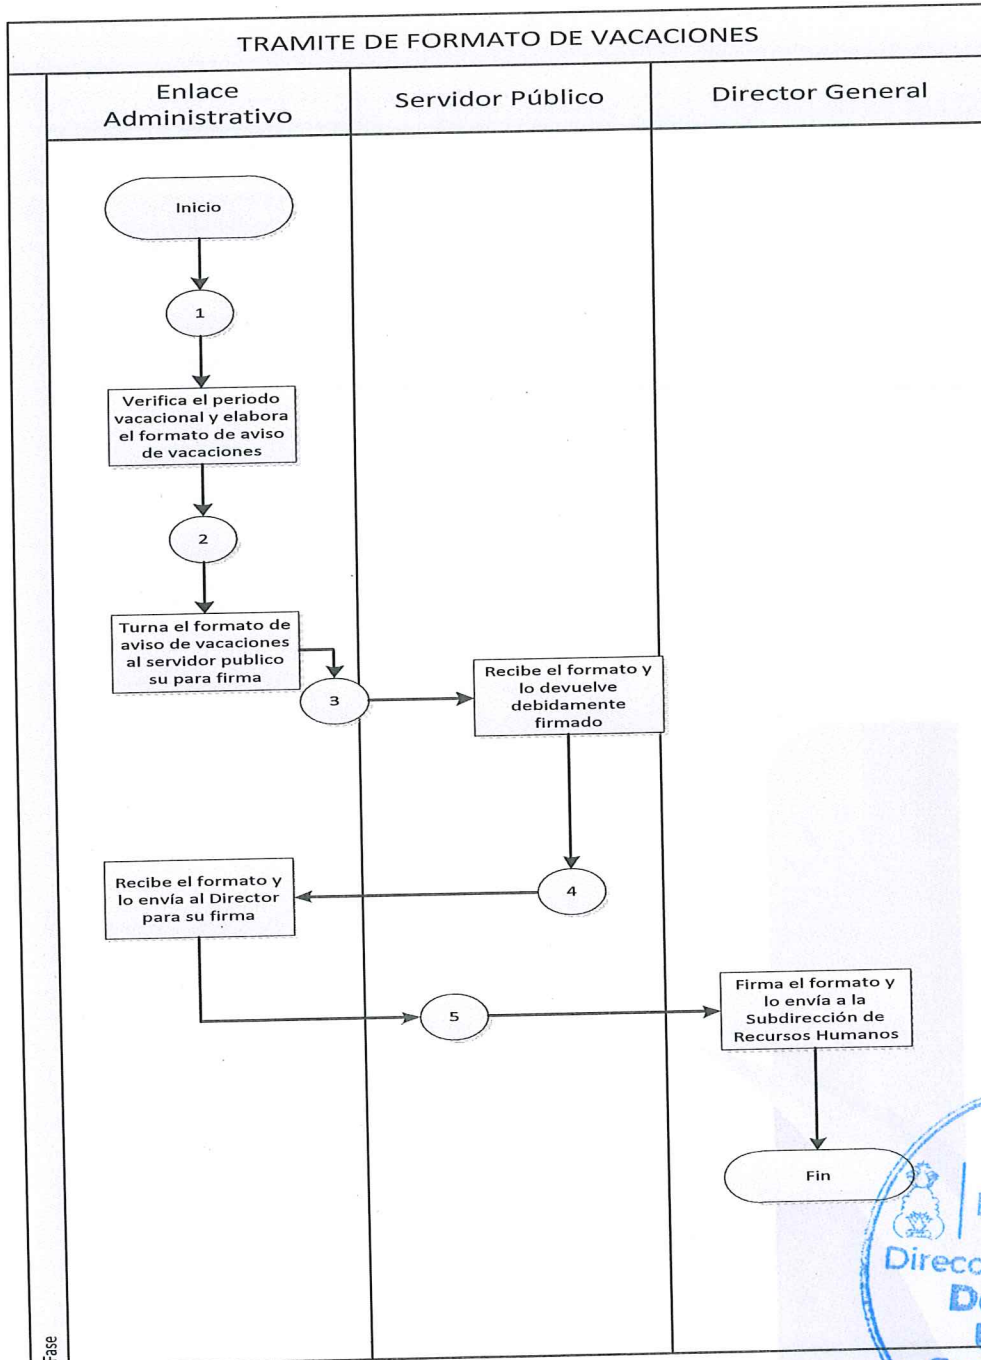 TRAMITE DE FORMATO DE VACACIONES
Enlace
Administrativo
Servidor Público
Director General
Inicio
1
Verifica el periodo
vacacional y elabora
el formato de aviso
de vacaciones
2
Turna el formato de
aviso de vacaciones
al servidor publico
su para firma
3
Recibe el formato y
lo devuelve
debidamente
firmado
4
Recibe el formato y
lo envía al Director
para su firma
5
Firma el formato y
lo envía a la
Subdirección de
Recursos Humanos
Fin
Fase